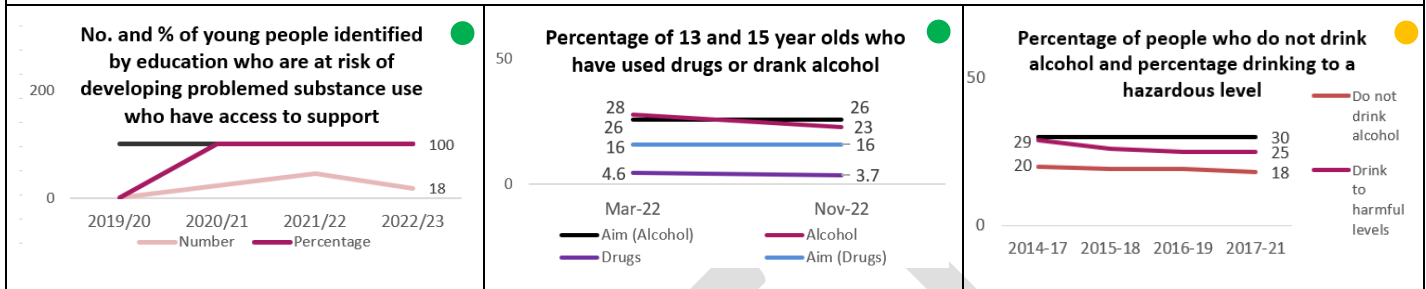 No. and % of young people identified
by education who are at risk of
developing problemed substance use
who have access to support
200
0
100
18
2019/20 2020/21 2021/22 2022/23
Number Percentage
Percentage of 13 and 15 year olds who
have used drugs or drank alcohol
50
0
28
26
16
4.6
26
23
16
3.7
Mar-22 Nov-22
Aim (Alcohol) Alcohol
Drugs Aim (Drugs)
Percentage of people who do not drink
alcohol and percentage drinking to a
hazardous level
50
0
29
20
30
25
18
2014-17 2015-18 2016-19 2017-21
Do not
drink
alcohol
Drink
to
harmful
levels